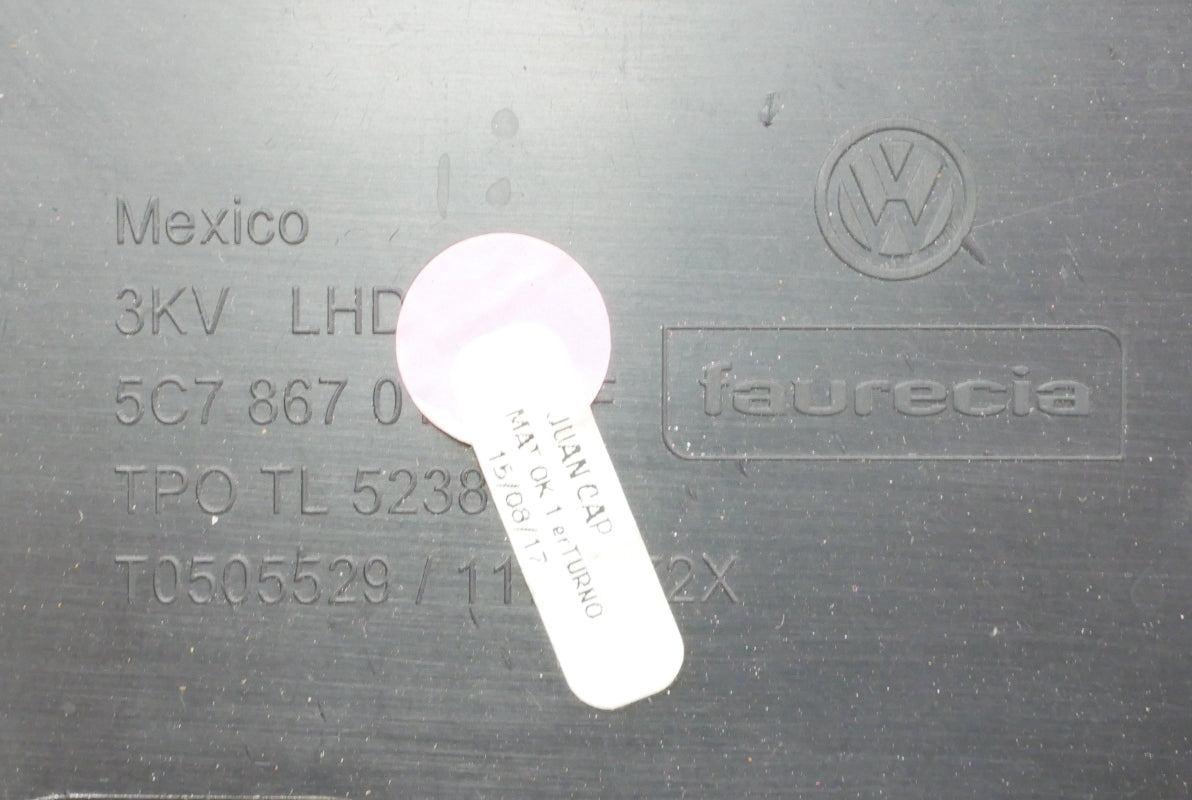 Mexico
3KV LHD
5C7 867 0
TPO TL 5238
T0505529 / 11 2X
faurecia
VW
JUAN CAP
MAT OK 1 erTURNO
15/08/17